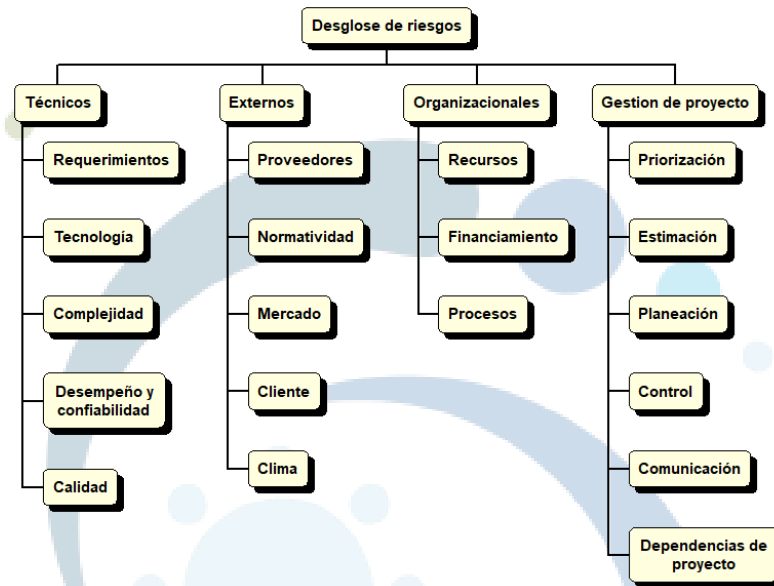 Desglose de riesgos
Técnicos
Requerimientos
Tecnología
Complejidad
Desempeño y
confiabilidad
Calidad
Externos
Proveedores
Normatividad
Mercado
Cliente
Clima
Organizacionales
Recursos
Financiamiento
Procesos
Gestion de proyecto
Priorización
Estimación
Planeación
Control
Comunicación
Dependencias de
proyecto